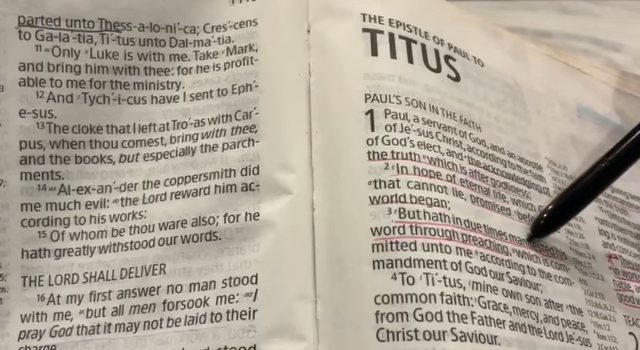 parted unto Thess-a-lo-ni´-ca; Cres´-cens
to Ga-la´-tia, Ti´-tus unto Dal-ma´-tia.
11 Only Luke is with me. Take Mark,
and bring him with thee: for he is profit-
able to me for the ministry.
12 And Tych´-i-cus have I sent to Eph´-
e-sus.
13 The cloke that I left at Tro´-as with Car´-
pus, when thou comest, bring with thee,
and the books, but especially the parch-
ments.
14 Al-ex-an´-der the coppersmith did
me much evil: the Lord reward him ac-
cording to his works:
15 Of whom be thou ware also; for he
hath greatly withstood our words.
THE LORD SHALL DELIVER
16 At my first answer no man stood
with me, but all men forsook me: I
pray God that it may not be laid to their
charge.
stood
THE EPISTLE OF PAUL TO
TITUS
PAUL'S SON IN THE FAITH
1 Paul, a servant of God, and an apostle
of Je´-sus Christ, according to the faith
of God's elect, and the acknowledging of
the truth which is after godliness;
2 In hope of eternal life, which God,
that cannot lie, promised before the
world began;
3 But hath in due times manifested his
word through preaching, which is com-
mitted unto me according to the com-
mandment of God our Saviour;
4 To Ti´-tus, mine own son after the
common faith: Grace, mercy, and peace,
from God the Father and the Lord Je´-sus
Christ our Saviour.